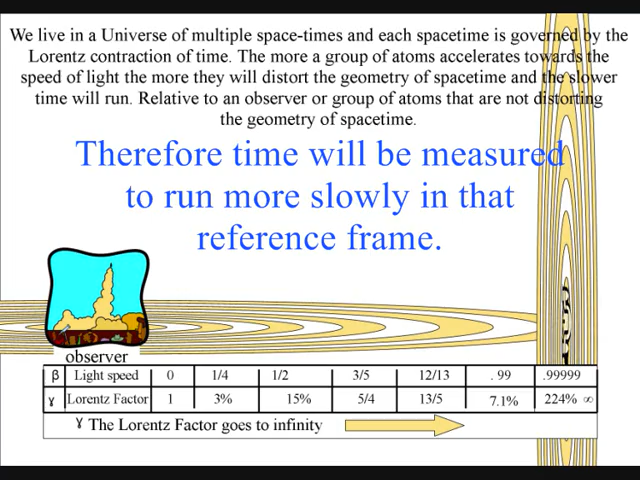 We live in a Universe of multiple space-times and each spacetime is governed by the
Lorentz contraction of time. The more a group of atoms accelerates towards the
speed of light the more they will distort the geometry of spacetime and the slower
time will run. Relative to an observer or group of atoms that are not distorting
the geometry of spacetime.
Therefore time will be measured
to run more slowly in that
reference frame.
observer
β Light speed 0 1/4 1/2 3/5 12/13 . 99 .99999
γ Lorentz Factor 1 3% 15% 5/4 13/5 7.1% 224% ∞
γ The Lorentz Factor goes to infinity